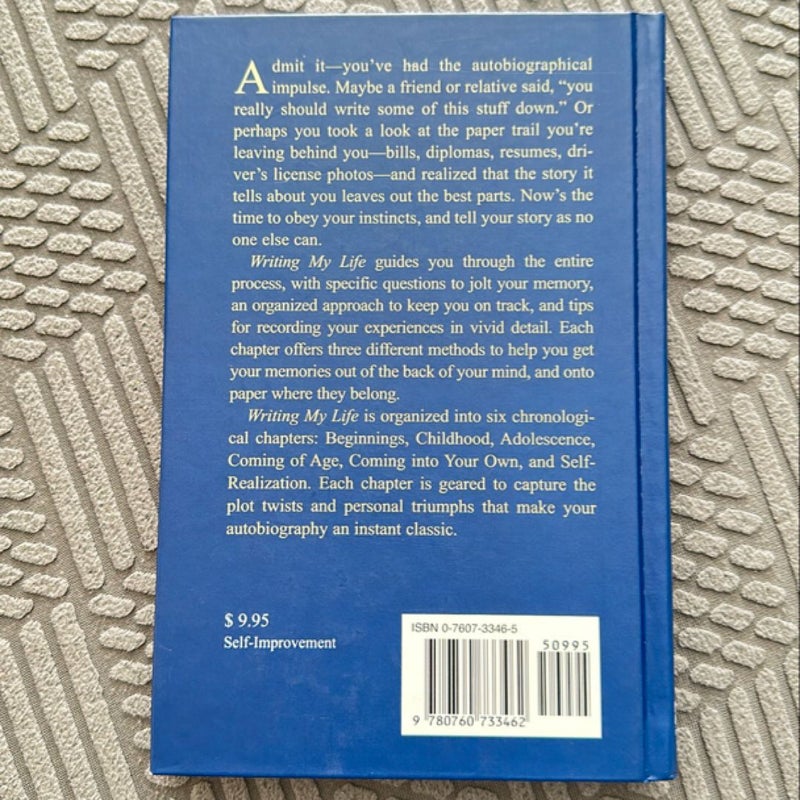 Admit it—you've had the autobiographical
impulse. Maybe a friend or relative said, “you
really should write some of this stuff down.” Or
perhaps you took a look at the paper trail you're
leaving behind you—bills, diplomas, resumes, dri-
ver's license photos—and realized that the story it
tells about you leaves out the best parts. Now's the
time to obey your instincts, and tell your story as no
one else can.
Writing My Life guides you through the entire
process, with specific questions to jolt your memory,
an organized approach to keep you on track, and tips
for recording your experiences in vivid detail. Each
chapter offers three different methods to help you get
your memories out of the back of your mind, and onto
paper where they belong.
Writing My Life is organized into six chronologi-
cal chapters: Beginnings, Childhood, Adolescence,
Coming of Age, Coming into Your Own, and Self-
Realization. Each chapter is geared to capture the
plot twists and personal triumphs that make your
autobiography an instant classic.
$ 9.95
Self-Improvement
ISBN 0-7607-3346-5
50995
9 780760 733462